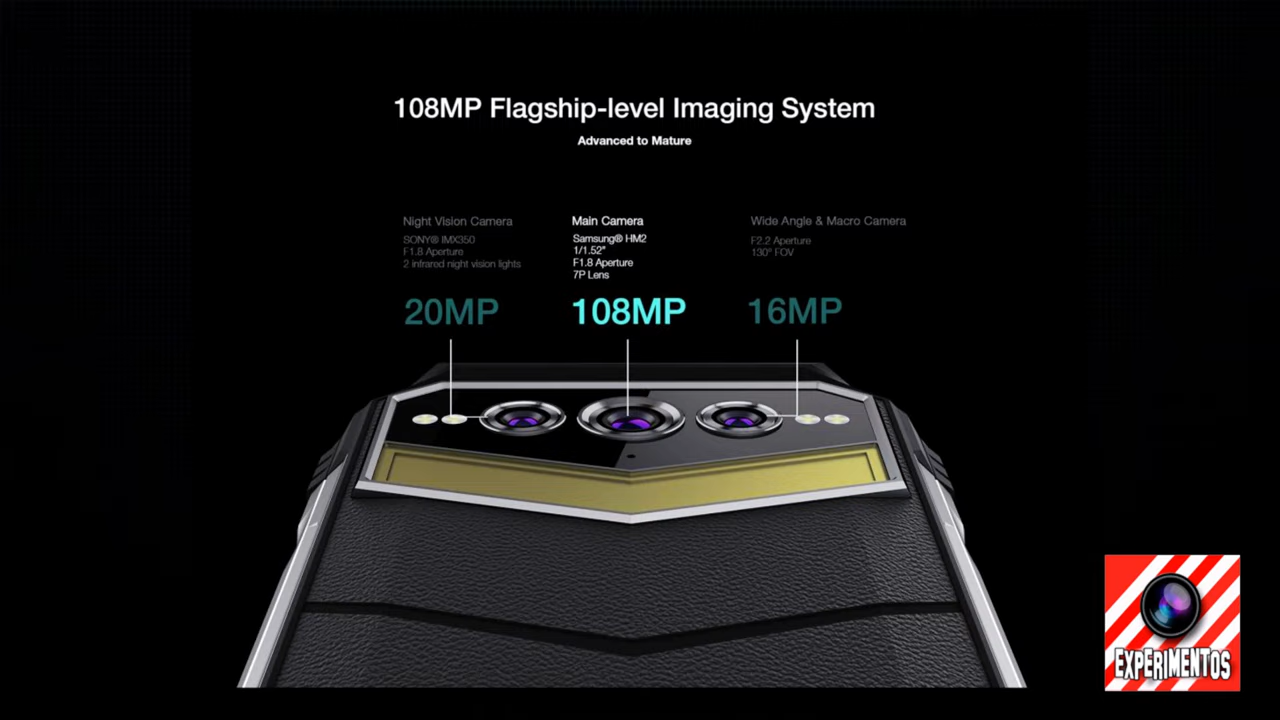 108MP Flagship-level Imaging System
Advanced to Mature
Night Vision Camera
SONY® IMX350
F1.8 Aperture
2 infrared night vision lights
20MP
Main Camera
Samsung® HM2
1/1.52"
F1.8 Aperture
7P Lens
108MP
Wide Angle & Macro Camera
F2.2 Aperture
130° FOV
16MP
EXPERIMENTOS